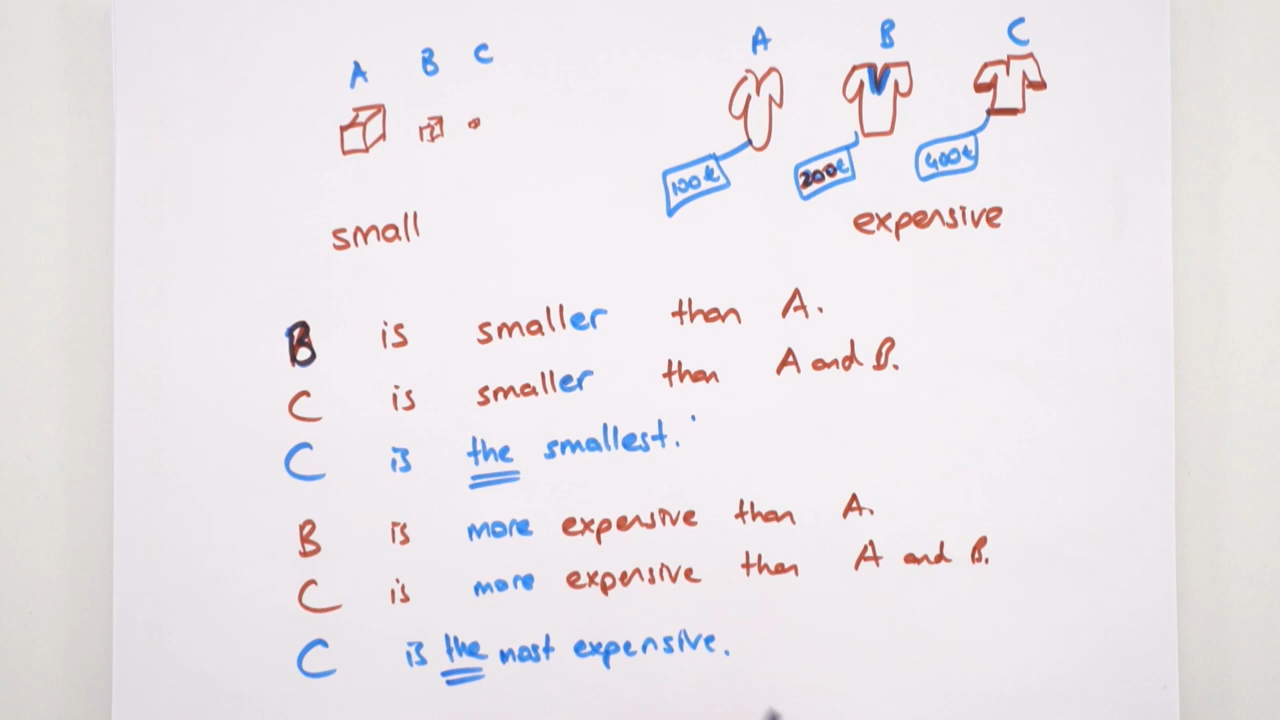 A B C
A B C
100€ 200€ 400€
small
expensive
B is smaller than A.
C is smaller than A and B.
C is the smallest.
B is more expensive than A.
C is more expensive than A and B.
C is the most expensive.